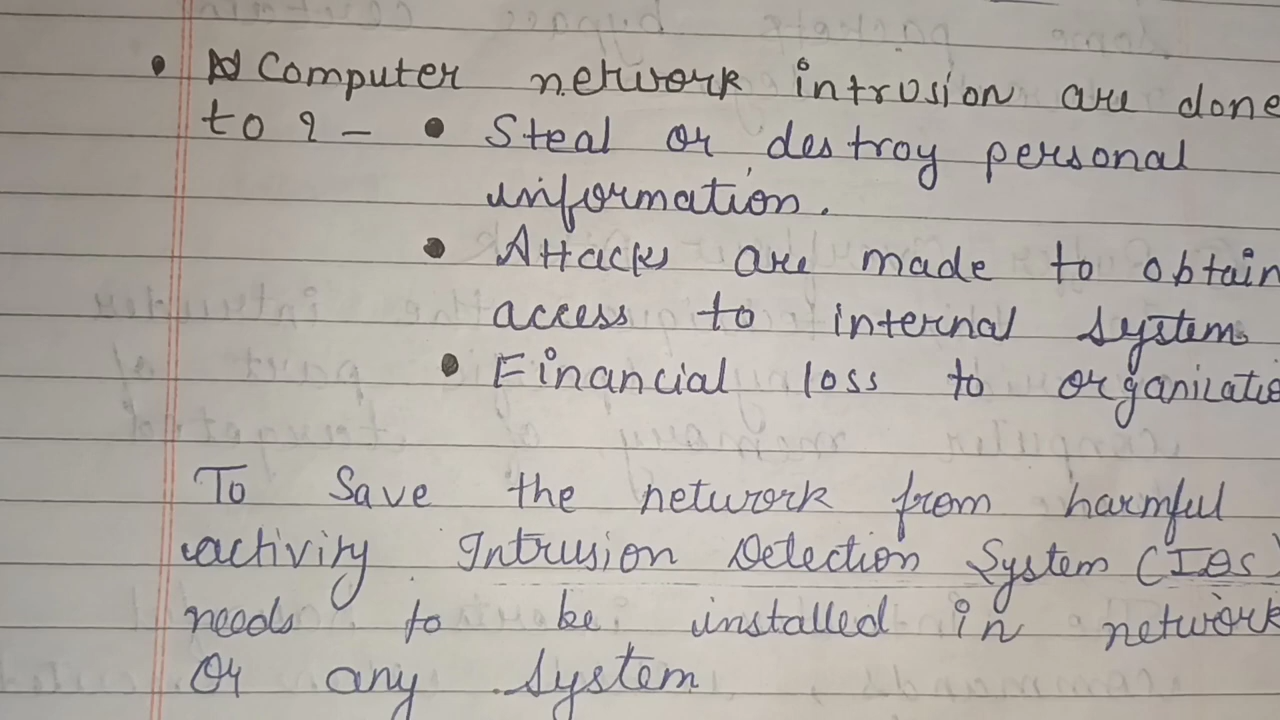 • Computer network intrusion are done
to ? - • Steal or destroy personal
information.
• Attacks are made to obtain
access to internal system
• Financial loss to organizatio
To Save the network from harmful
activity Intrusion Detection System (IDS)
needs to be installed in network
or any system